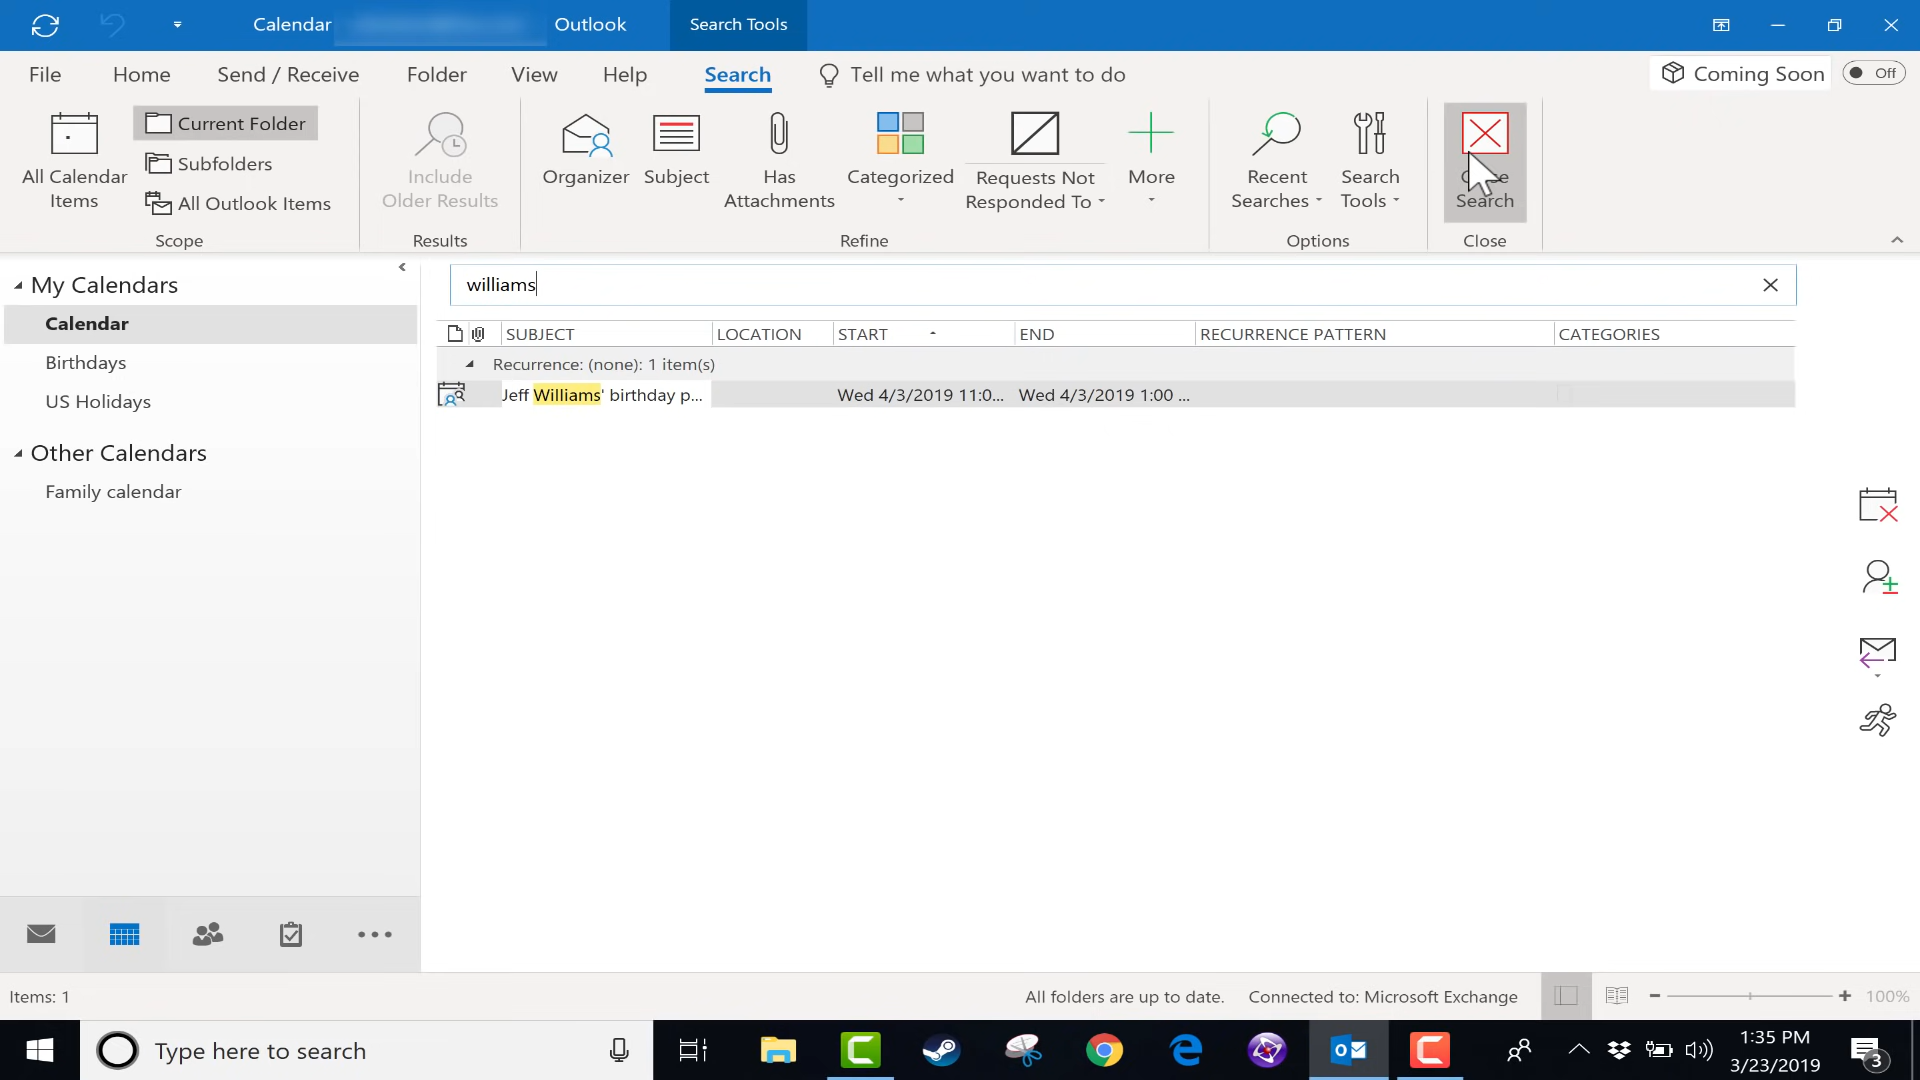 Calendar Outlook Search Tools
File Home Send / Receive Folder View Help Search Tell me what you want to do Coming Soon Off
All Calendar Items
Current Folder
Subfolders
All Outlook Items
Scope
Include Older Results
Results
Organizer
Subject
Has Attachments
Categorized
Requests Not Responded To
More
Refine
Recent Searches
Search Tools
Options
Search
Close
My Calendars
Calendar
Birthdays
US Holidays
Other Calendars
Family calendar
williams
SUBJECT LOCATION START END RECURRENCE PATTERN CATEGORIES
Recurrence: (none): 1 item(s)
Jeff Williams' birthday p... Wed 4/3/2019 11:0... Wed 4/3/2019 1:00 ...
Items: 1 All folders are up to date. Connected to: Microsoft Exchange 100%
Type here to search
1:35 PM
3/23/2019
3